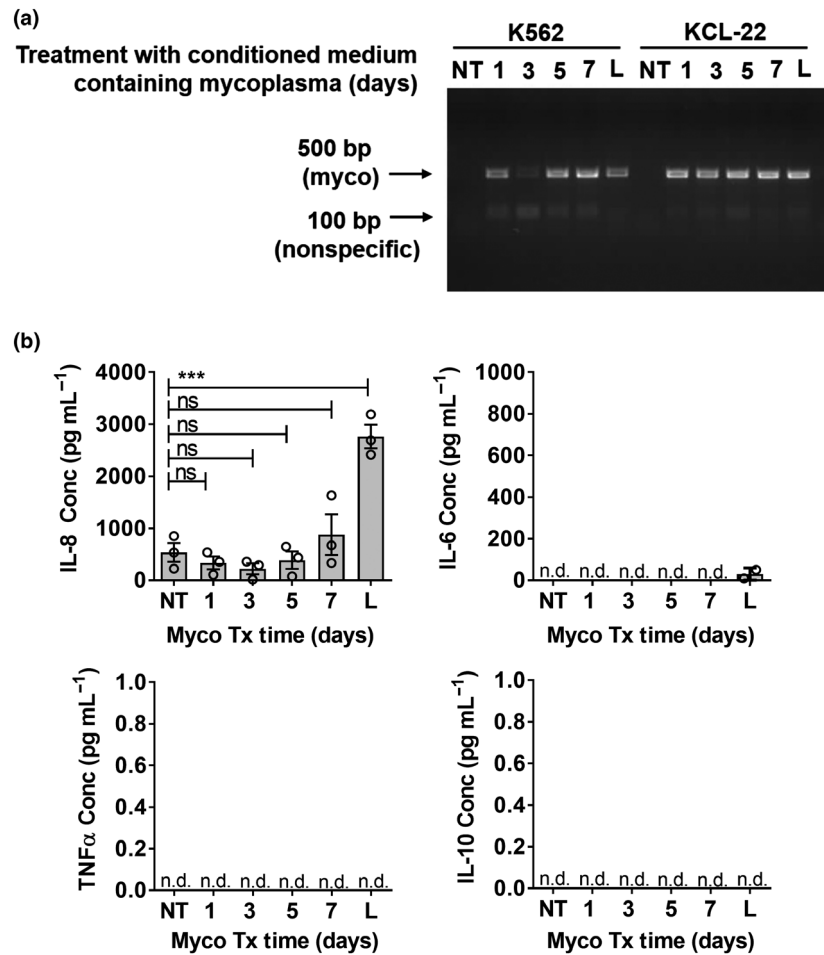 (a)
K562 KCL-22
Treatment with conditioned medium
containing mycoplasma (days)
NT 1 3 5 7 L NT 1 3 5 7 L
500 bp
(myco)
100 bp
(nonspecific)
(b)
IL-8 Conc (pg mL⁻¹)
4000
3000
2000
1000
0
***
ns
ns
ns
ns
NT 1 3 5 7 L
Myco Tx time (days)
IL-6 Conc (pg mL⁻¹)
1000
800
600
400
200
0
n.d. n.d. n.d. n.d. n.d.
NT 1 3 5 7 L
Myco Tx time (days)
TNFα Conc (pg mL⁻¹)
1.0
0.8
0.6
0.4
0.2
0.0
n.d. n.d. n.d. n.d. n.d. n.d.
NT 1 3 5 7 L
Myco Tx time (days)
IL-10 Conc (pg mL⁻¹)
1.0
0.8
0.6
0.4
0.2
0.0
n.d. n.d. n.d. n.d. n.d. n.d.
NT 1 3 5 7 L
Myco Tx time (days)